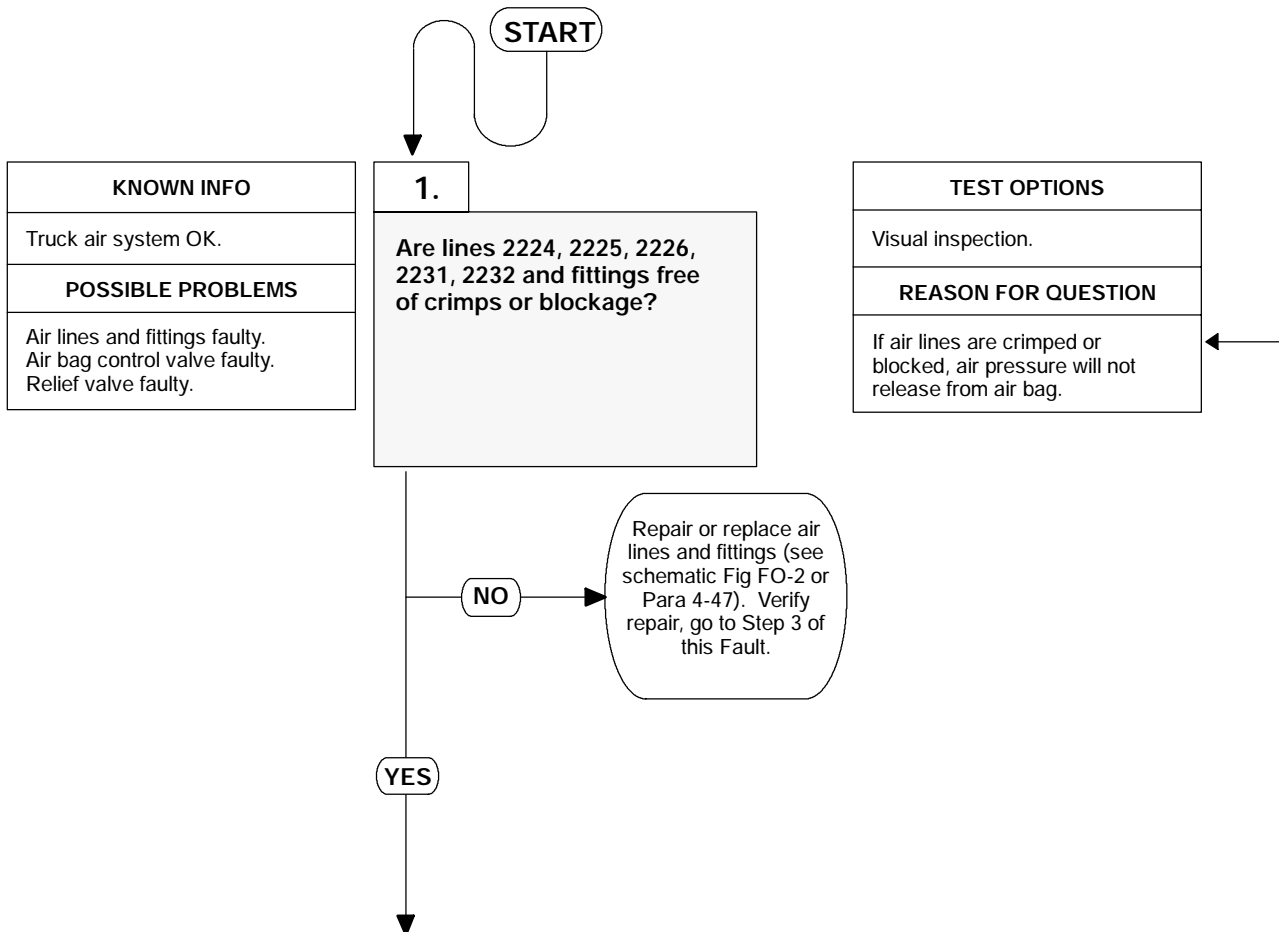 START
KNOWN INFO
Truck air system OK.
POSSIBLE PROBLEMS
Air lines and fittings faulty.
Air bag control valve faulty.
Relief valve faulty.
1.
Are lines 2224, 2225, 2226,
2231, 2232 and fittings free
of crimps or blockage?
TEST OPTIONS
Visual inspection.
REASON FOR QUESTION
If air lines are crimped or
blocked, air pressure will not
release from air bag.
NO
Repair or replace air
lines and fittings (see
schematic Fig FO-2 or
Para 4-47). Verify
repair, go to Step 3 of
this Fault.
YES